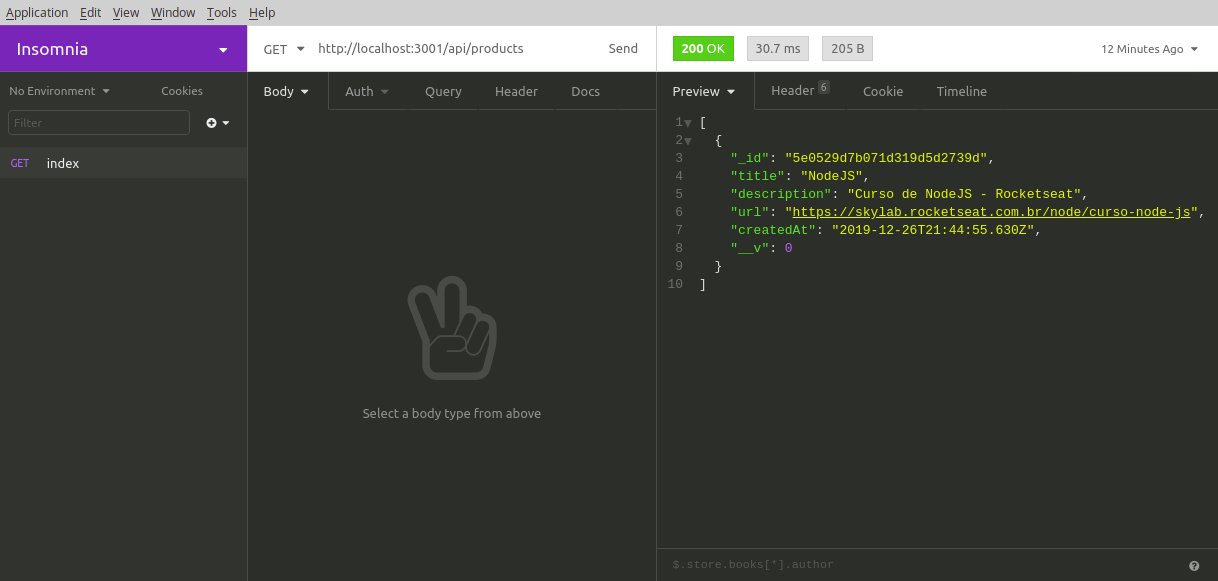 Application Edit View Window Tools Help
Insomnia
GET http://localhost:3001/api/products Send
200 OK 30.7 ms 205 B 12 Minutes Ago
No Environment Cookies
Body Auth Query Header Docs
Preview Header 6 Cookie Timeline
Filter
GET index
Select a body type from above
1 [
2 {
3 "_id": "5e0529d7b071d319d5d2739d",
4 "title": "NodeJS",
5 "description": "Curso de NodeJS - Rocketseat",
6 "url": "https://skylab.rocketseat.com.br/node/curso-node-js",
7 "createdAt": "2019-12-26T21:44:55.630Z",
8 "__v": 0
9 }
10 ]
$.store.books[*].author